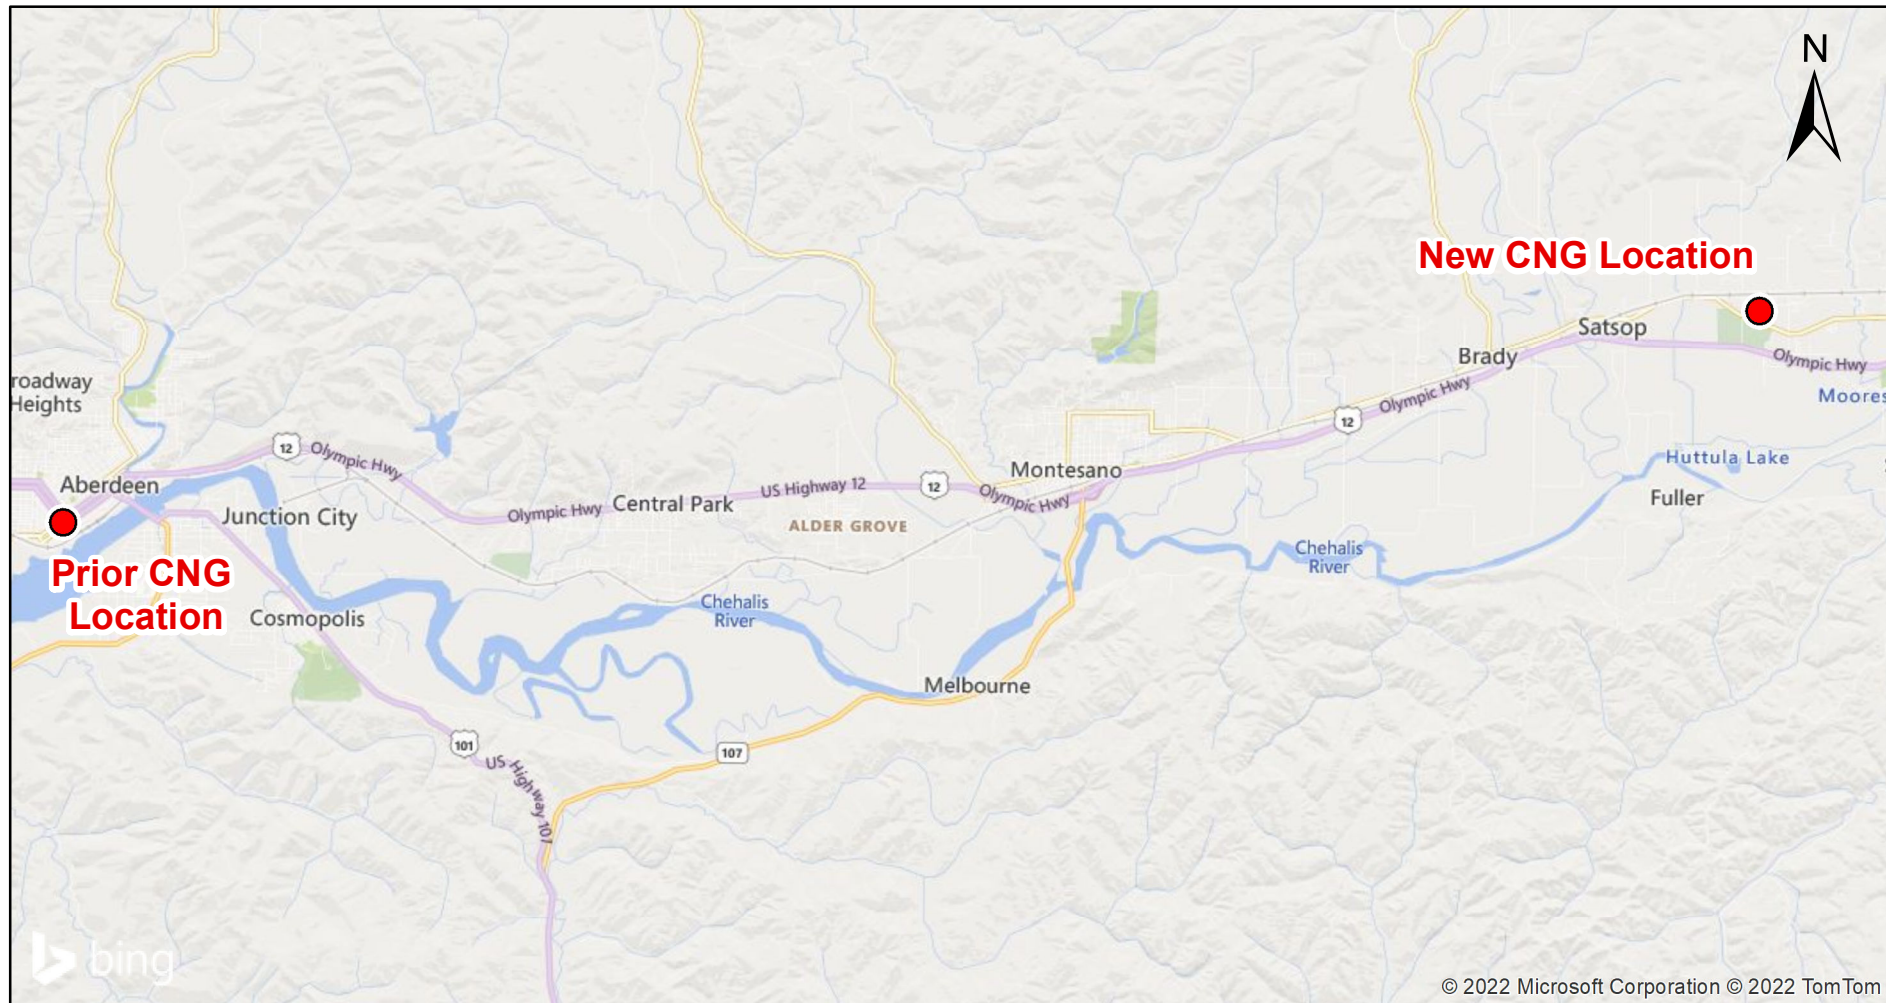 N
New CNG Location
Satsop
Brady
Olympic Hwy
Olympic Hwy
12
Moores
roadway
Heights
12
Olympic Hwy
Aberdeen
Montesano
Huttula Lake
Fuller
US Highway 12
12
Olympic Hwy
Central Park
Olympic Hwy
Junction City
ALDER GROVE
Chehalis
River
Prior CNG
Location
Cosmopolis
Chehalis
River
Melbourne
101
US Highway 101
107
bing
© 2022 Microsoft Corporation © 2022 TomTom